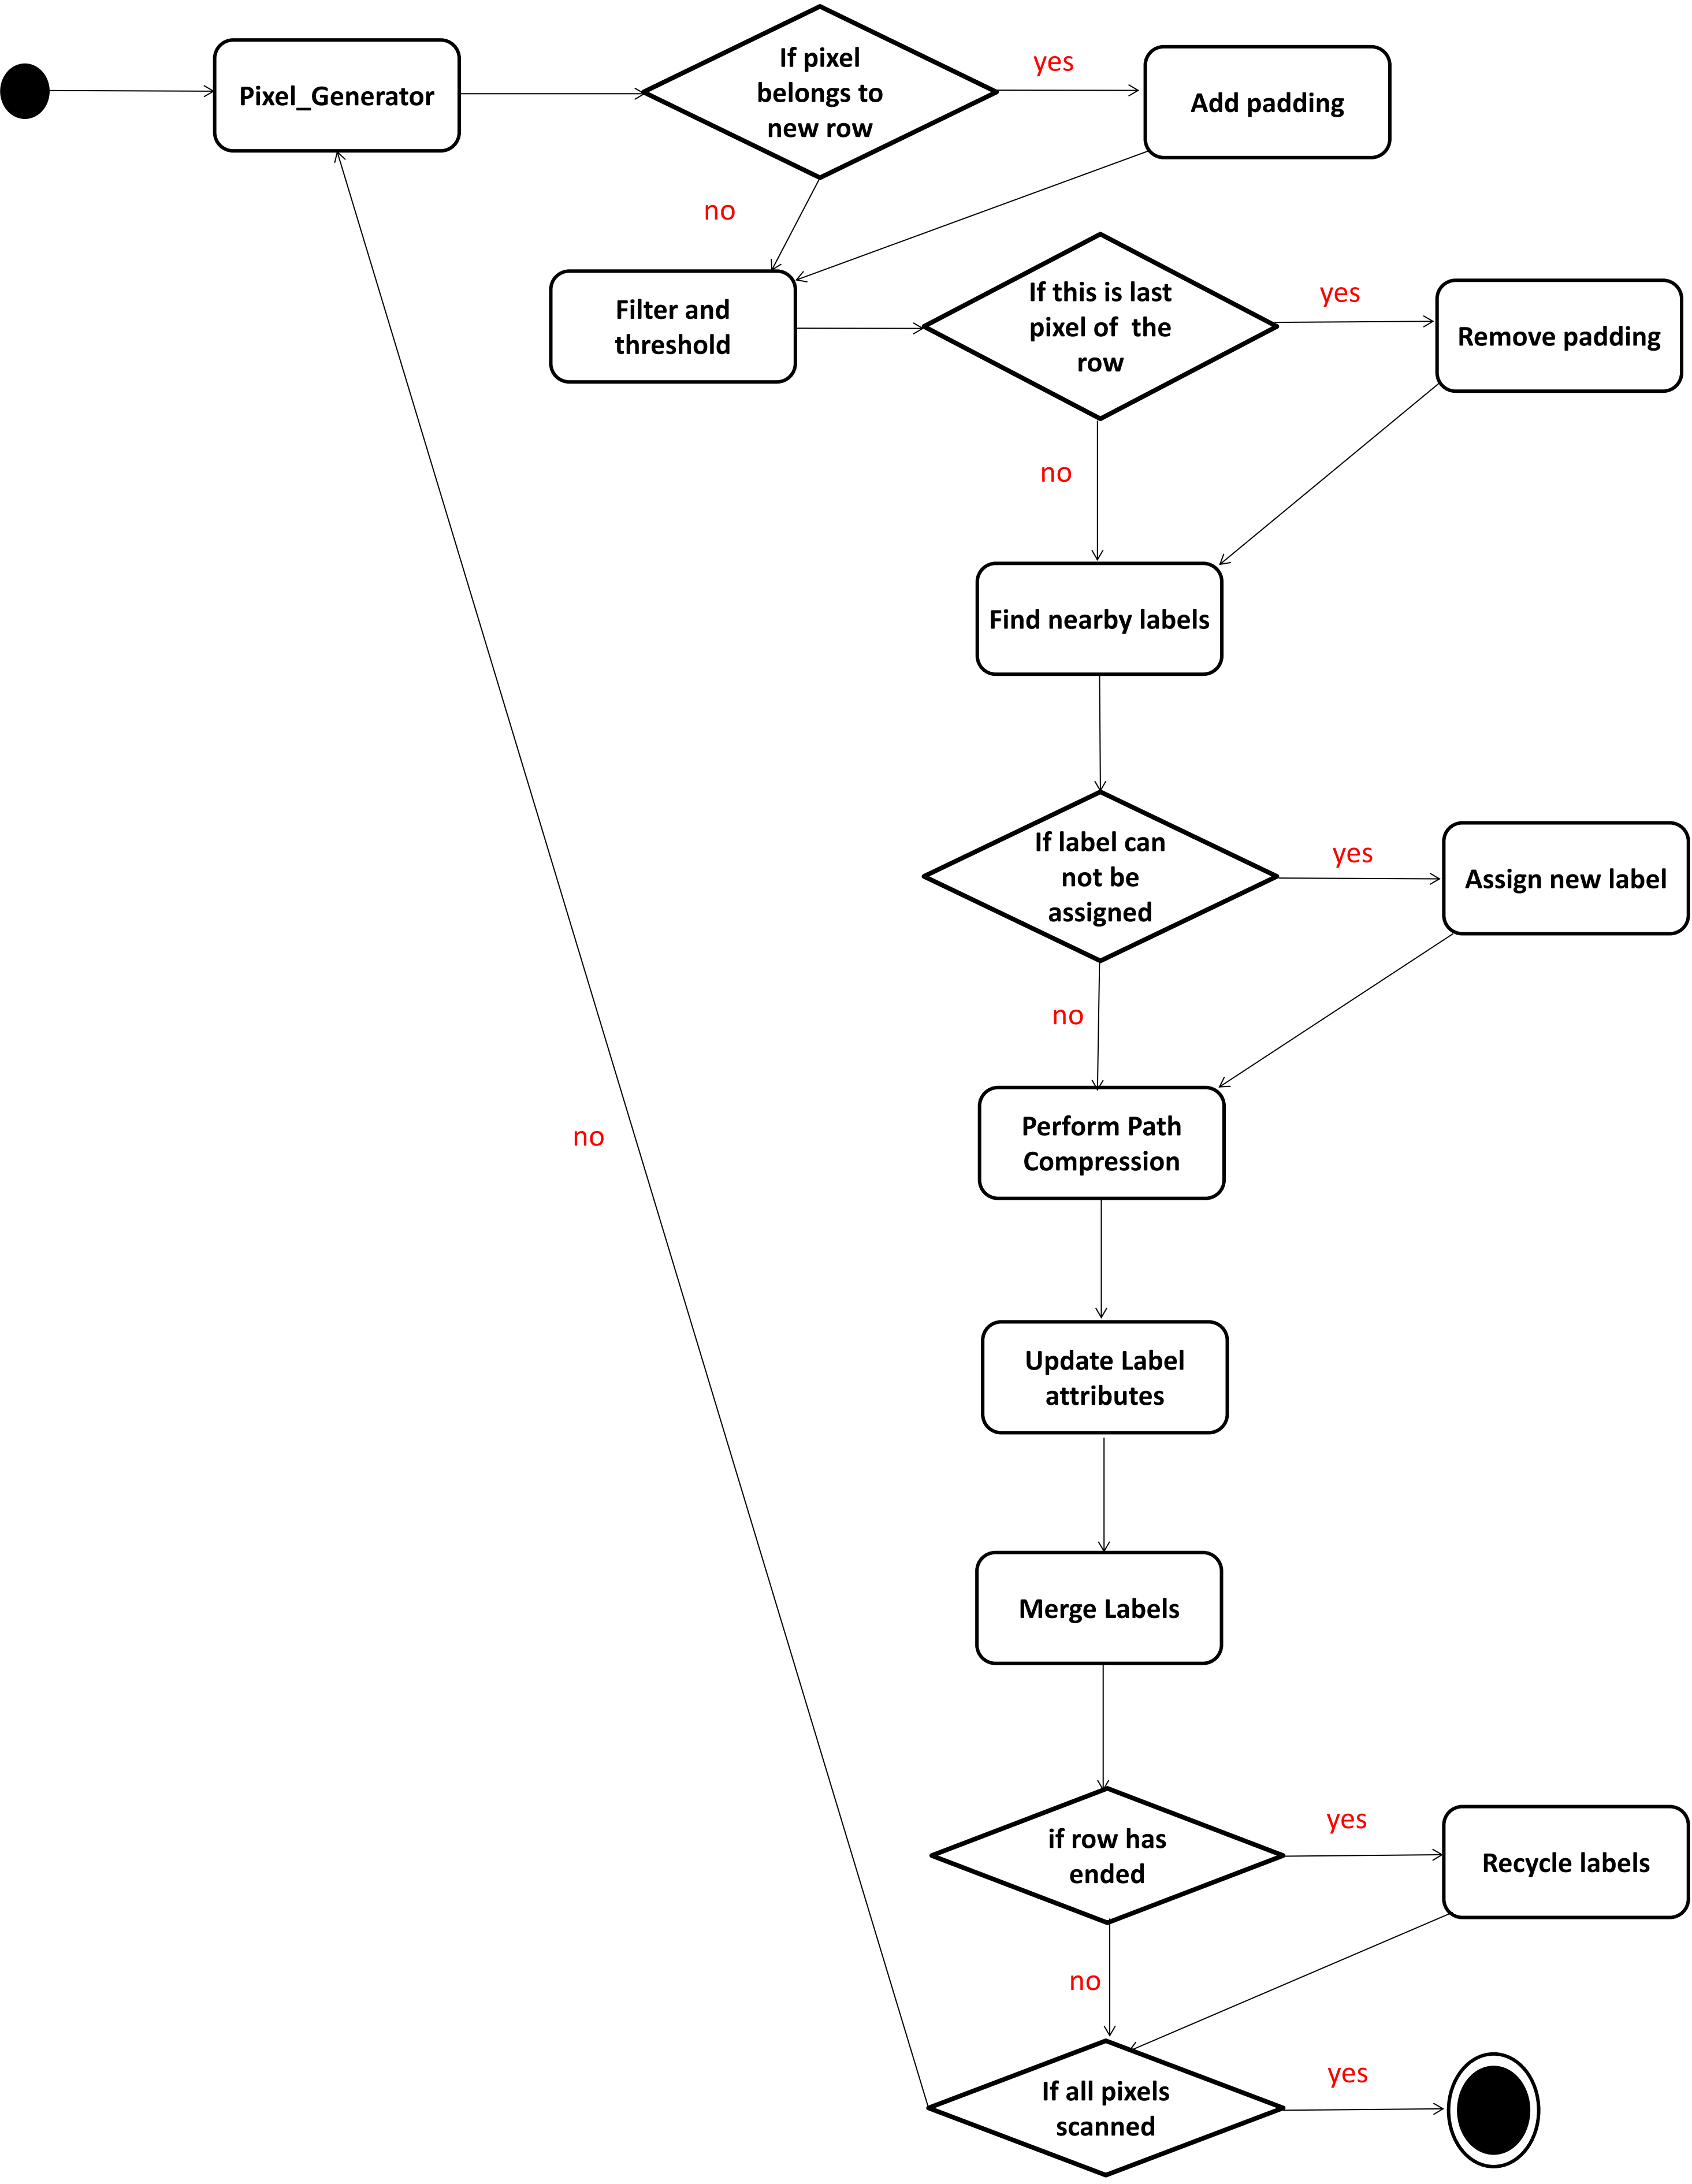 Pixel_Generator
If pixel
belongs to
new row
yes
Add padding
no
Filter and
threshold
If this is last
pixel of the
row
yes
Remove padding
no
Find nearby labels
If label can
not be
assigned
yes
Assign new label
no
Perform Path
Compression
no
Update Label
attributes
Merge Labels
if row has
ended
yes
Recycle labels
no
If all pixels
scanned
yes